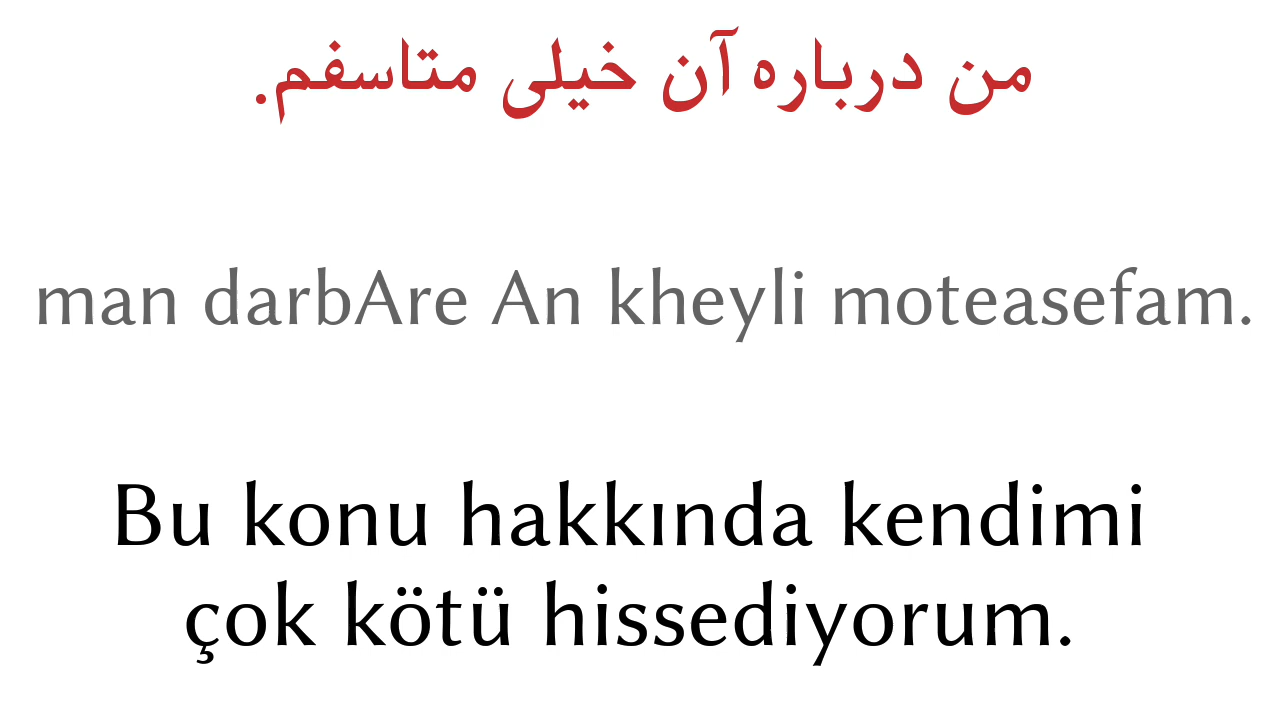 من درباره آن خیلی متاسفم.
man darbAre An kheyli moteasefam.
Bu konu hakkında kendimi
çok kötü hissediyorum.